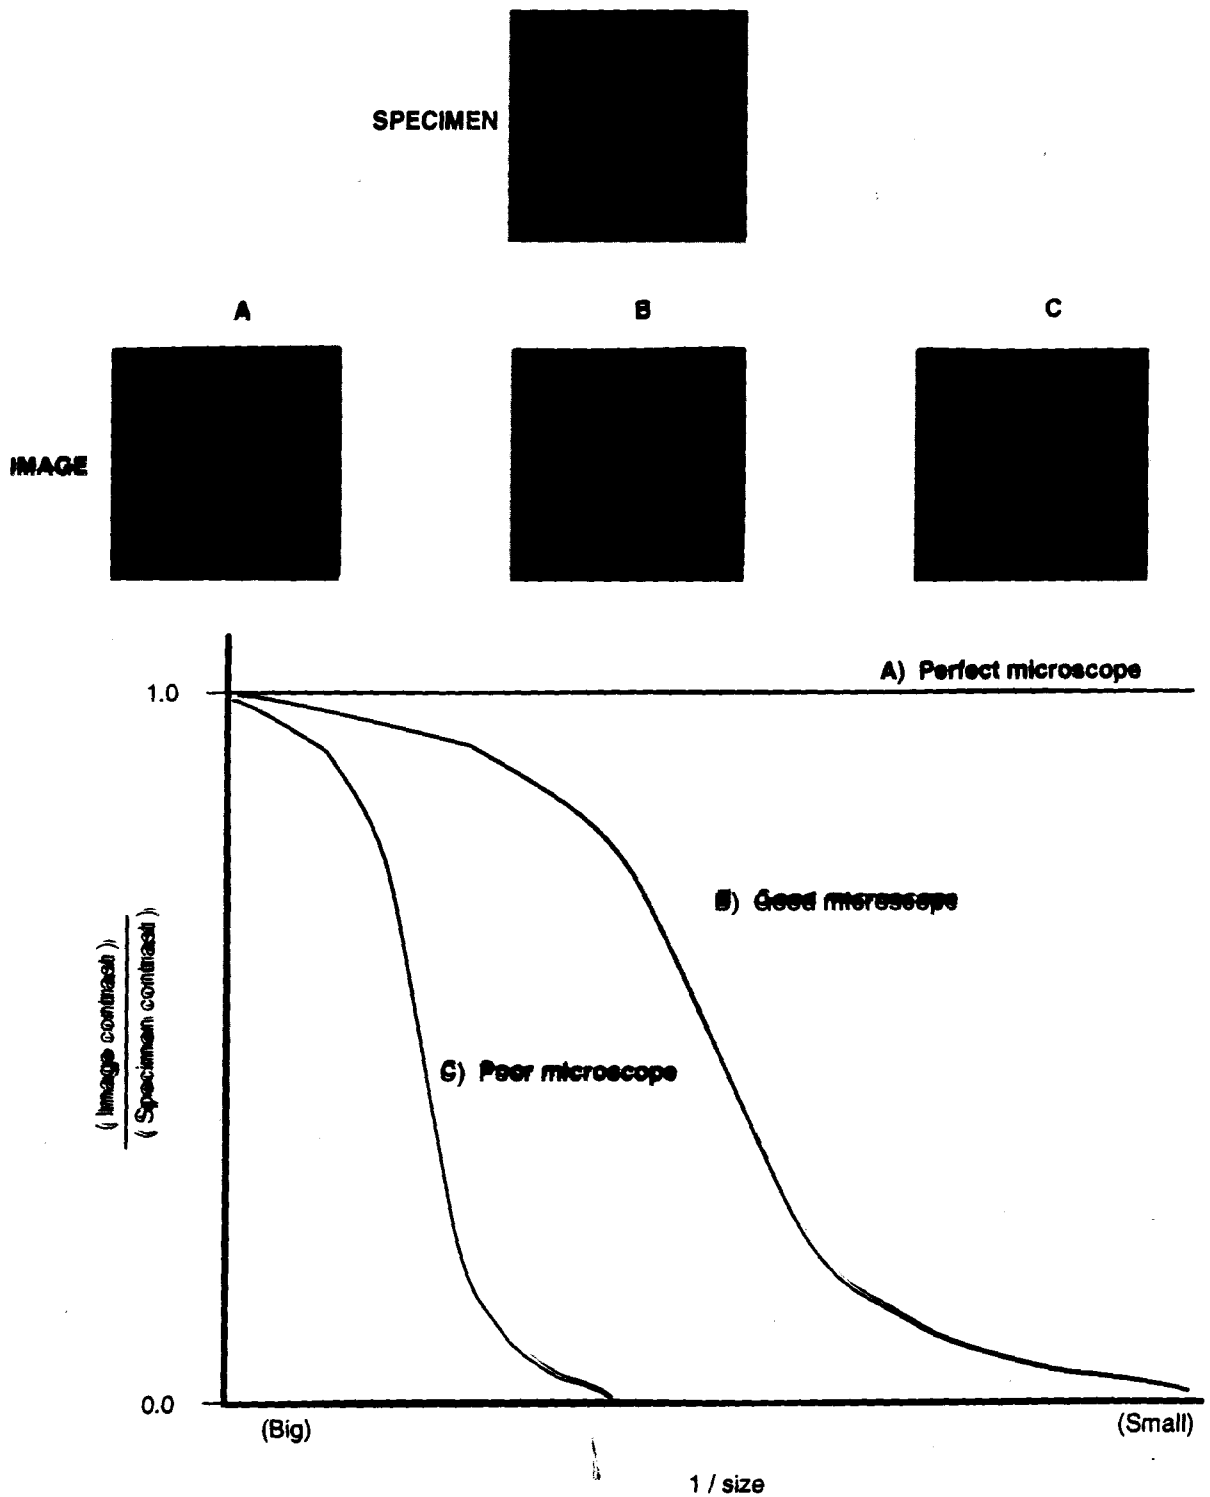 SPECIMEN
A
B
C
IMAGE
A) Perfect microscope
1.0
B) Good microscope
( Image contrast )
( Specimen contrast )
C) Poor microscope
0.0
(Big)
(Small)
1 / size